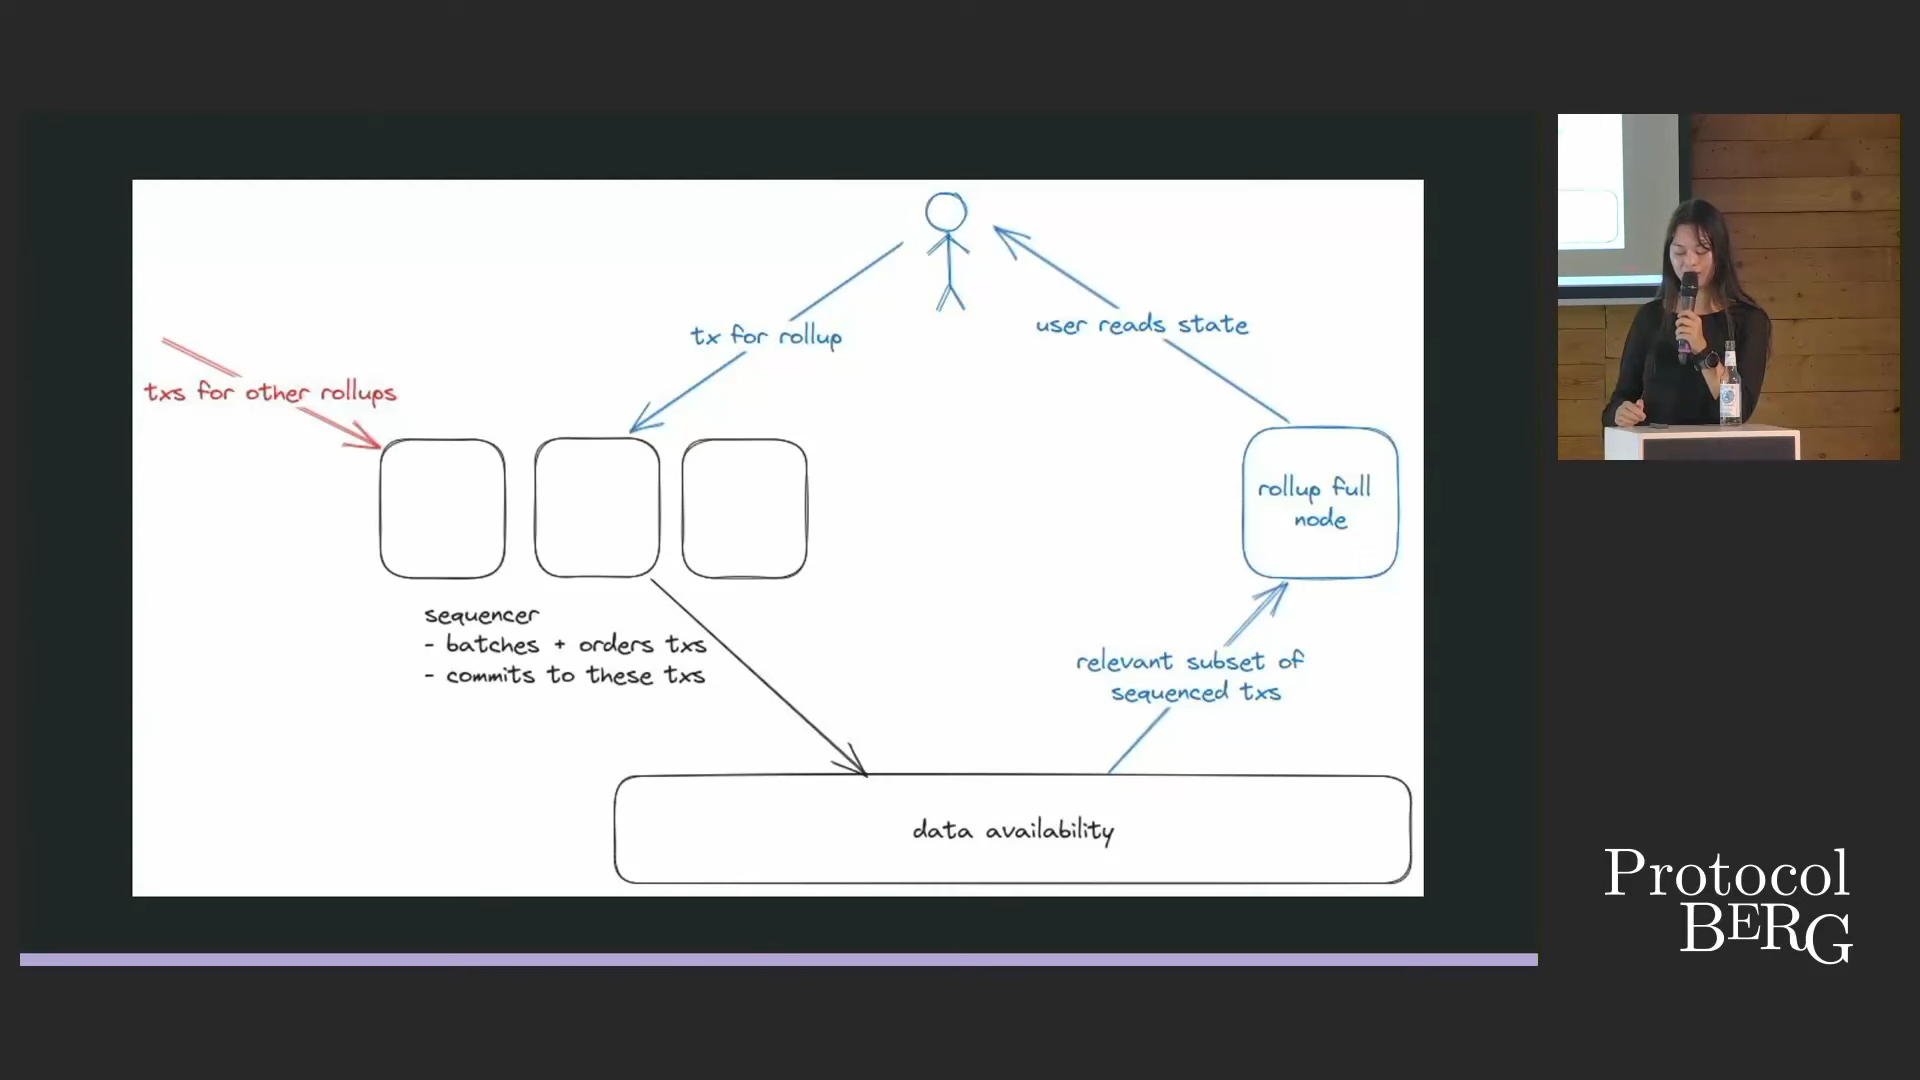 tx for rollup
user reads state
txs for other rollups
rollup full
node
sequencer
- batches + orders txs
- commits to these txs
relevant subset of
sequenced txs
data availability
Protocol
BERG